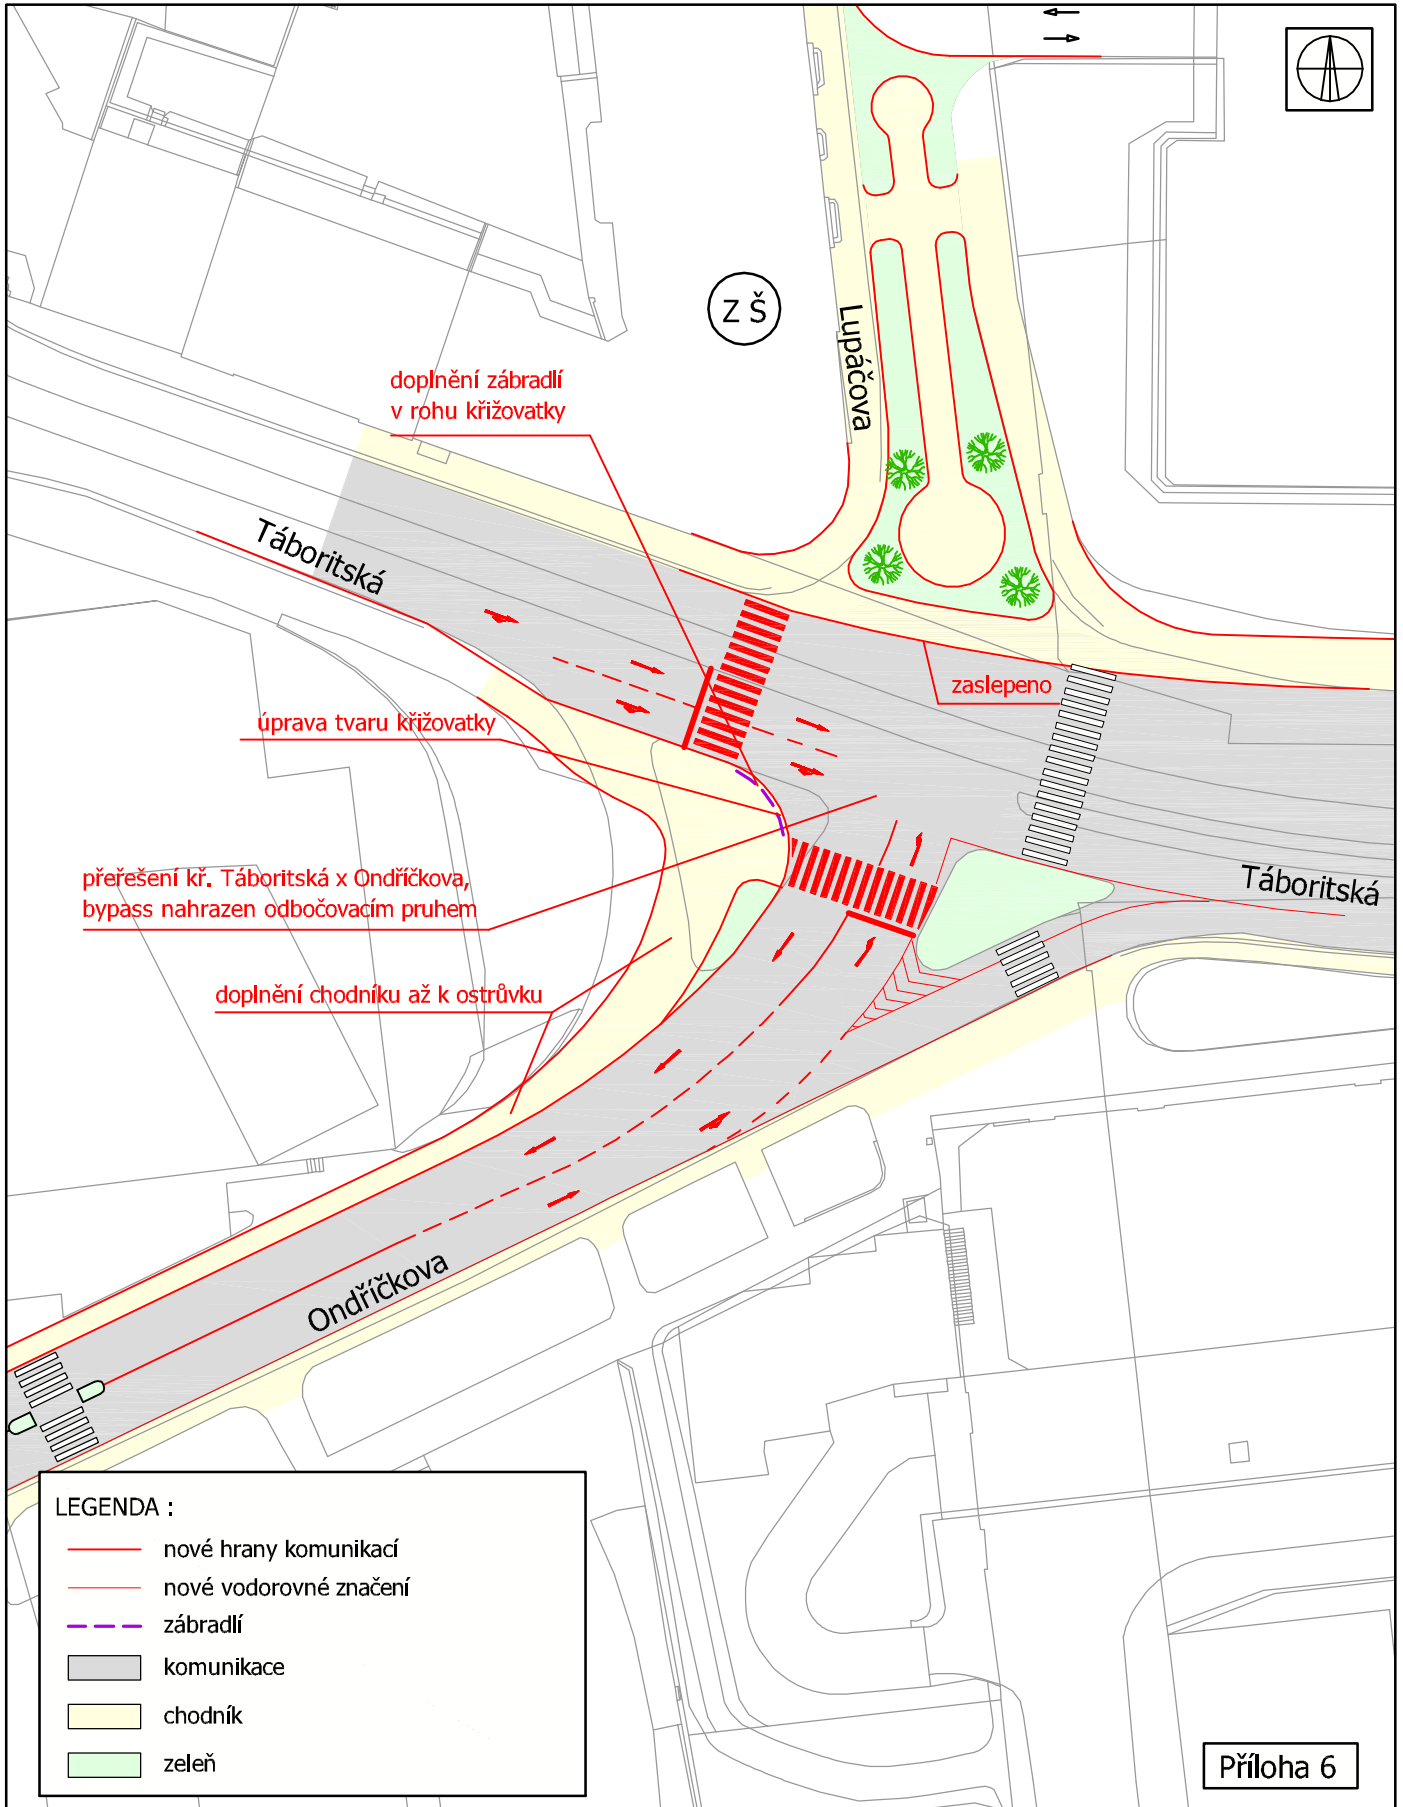 Z Š
Lupáčova
doplnění zábradlí
v rohu křižovatky
Táboritská
zaslepeno
úprava tvaru křižovatky
přeřešení kř. Táboritská x Ondříčkova,
bypass nahrazen odbočovacím pruhem
Táboritská
doplnění chodníku až k ostrůvku
Ondříčkova
LEGENDA :
nové hrany komunikací
nové vodorovné značení
zábradlí
komunikace
chodník
zeleň
Příloha 6